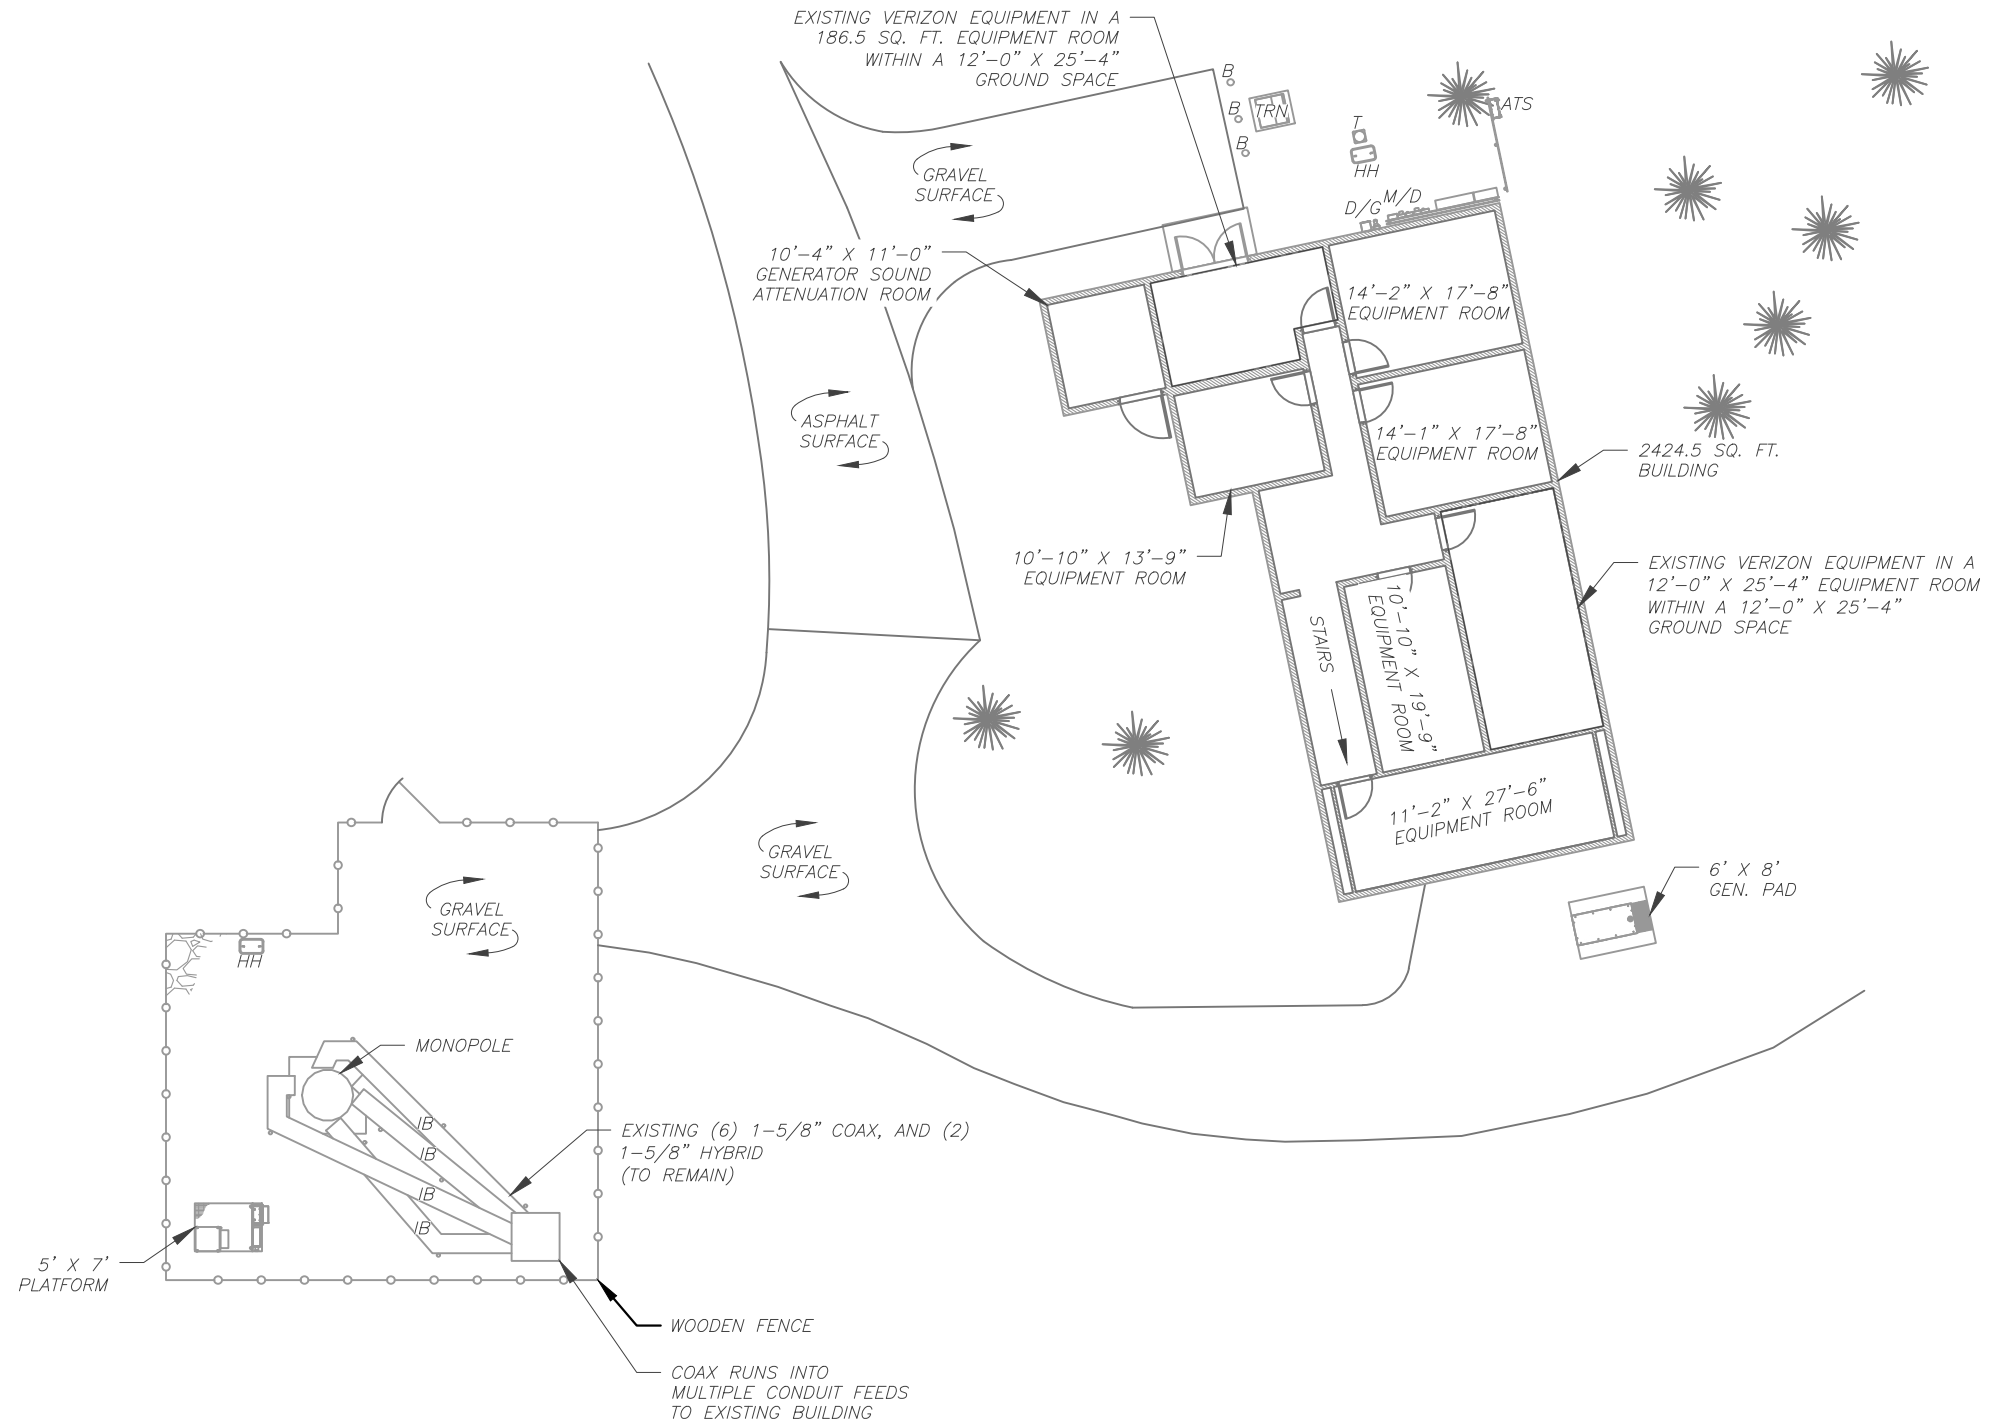 EXISTING VERIZON EQUIPMENT IN A
186.5 SQ. FT. EQUIPMENT ROOM
WITHIN A 12'-0" X 25'-4"
GROUND SPACE
B
B
B
TRN
T
HH
ATS
D/G
M/D
GRAVEL
SURFACE
10'-4" X 11'-0"
GENERATOR SOUND
ATTENUATION ROOM
14'-2" X 17'-8"
EQUIPMENT ROOM
ASPHALT
SURFACE
14'-1" X 17'-8"
EQUIPMENT ROOM
2424.5 SQ. FT.
BUILDING
10'-10" X 13'-9"
EQUIPMENT ROOM
EXISTING VERIZON EQUIPMENT IN A
12'-0" X 25'-4" EQUIPMENT ROOM
WITHIN A 12'-0" X 25'-4"
GROUND SPACE
STAIRS
10'-10" X 19'-9"
EQUIPMENT ROOM
11'-2" X 27'-6"
EQUIPMENT ROOM
GRAVEL
SURFACE
6' X 8'
GEN. PAD
GRAVEL
SURFACE
HH
MONOPOLE
IB
IB
IB
IB
EXISTING (6) 1-5/8" COAX, AND (2)
1-5/8" HYBRID
(TO REMAIN)
5' X 7'
PLATFORM
WOODEN FENCE
COAX RUNS INTO
MULTIPLE CONDUIT FEEDS
TO EXISTING BUILDING